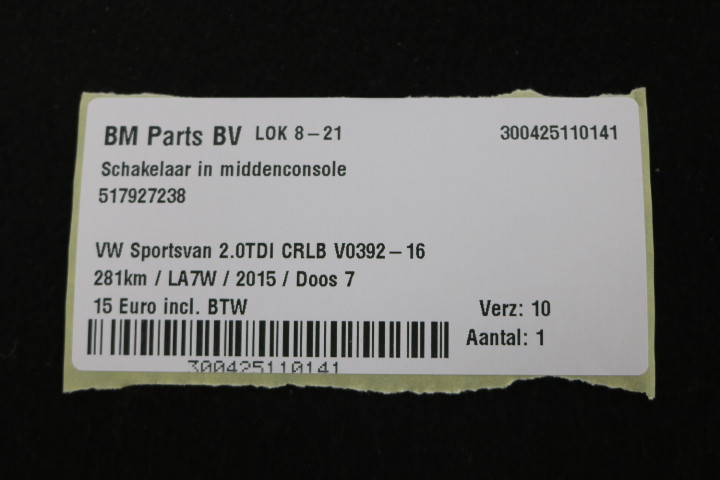 BM Parts BV LOK 8-21 300425110141
Schakelaar in middenconsole
517927238
VW Sportsvan 2.0TDI CRLB V0392-16
281km / LA7W / 2015 / Doos 7
15 Euro incl. BTW Verz: 10
Aantal: 1
300425110141